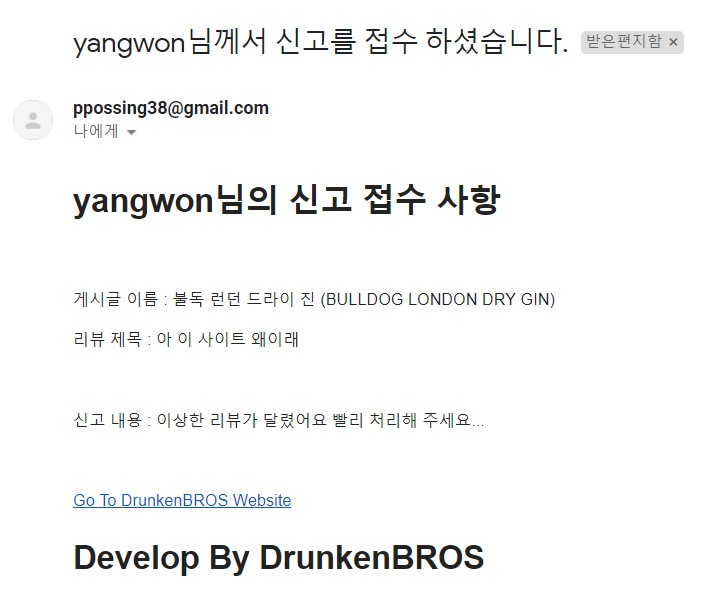 yangwon님께서 신고를 접수 하셨습니다. 받은편지함 ×
ppossing38@gmail.com
나에게
yangwon님의 신고 접수 사항
게시글 이름 : 불독 런던 드라이 진 (BULLDOG LONDON DRY GIN)
리뷰 제목 : 아 이 사이트 왜이래
신고 내용 : 이상한 리뷰가 달렸어요 빨리 처리해 주세요...
Go To DrunkenBROS Website
Develop By DrunkenBROS